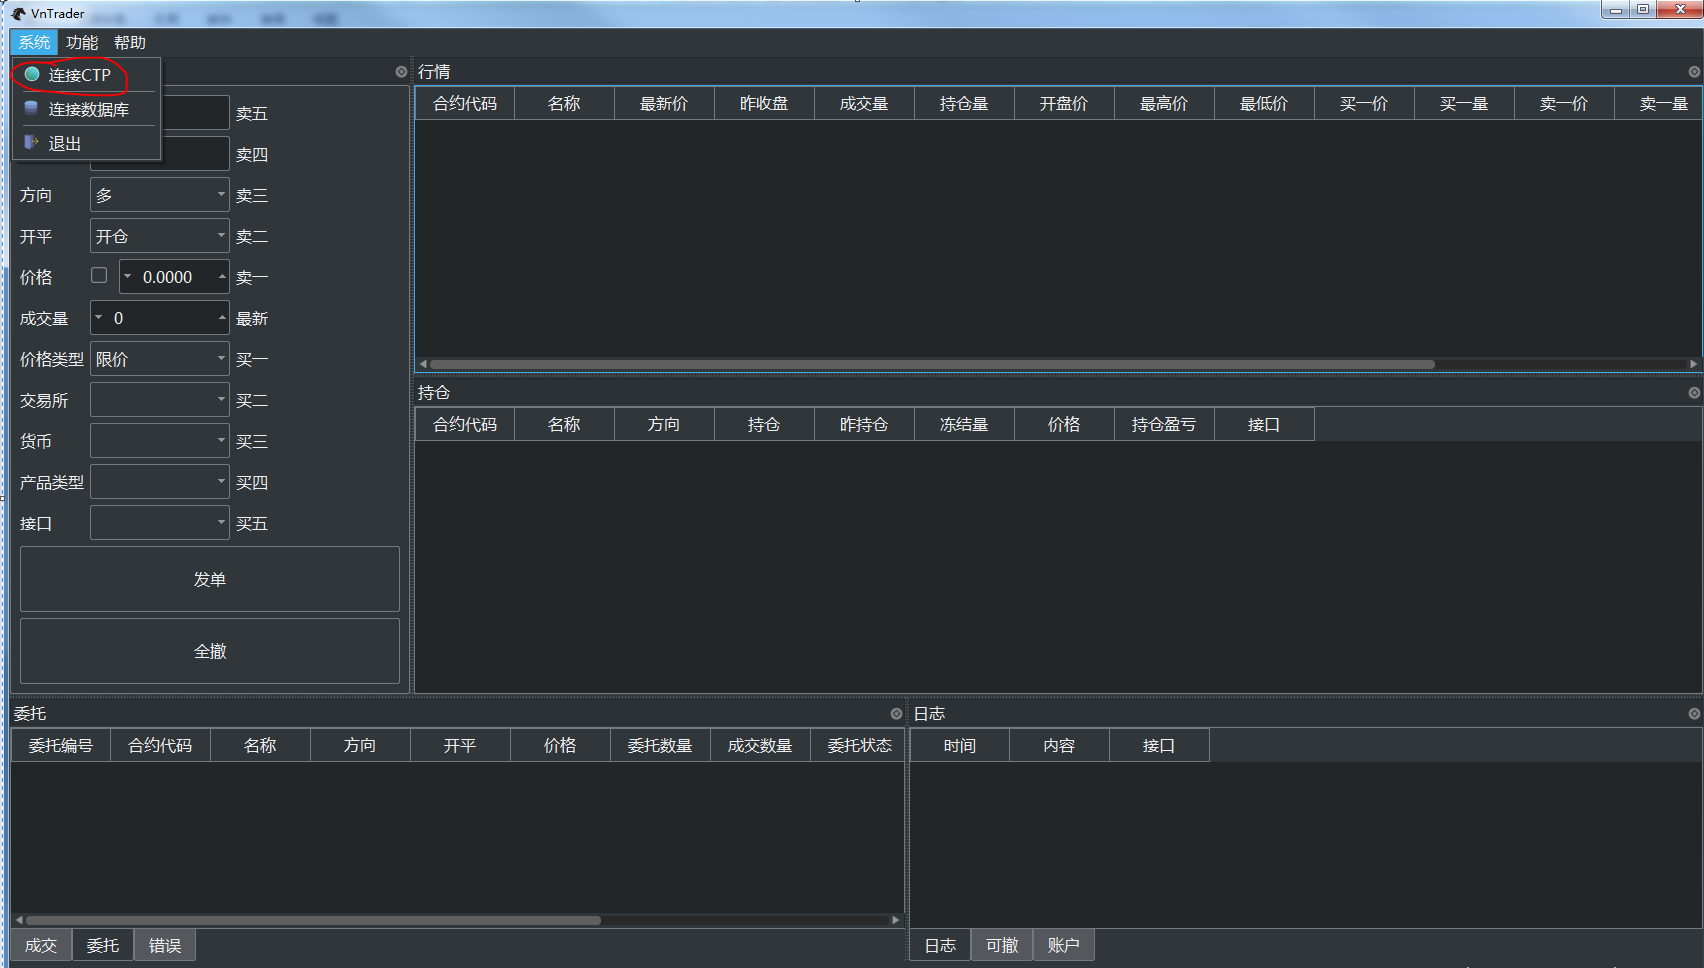 VnTrader
系统 功能 帮助
连接CTP
连接数据库
退出
卖五
卖四
方向 多 卖三
开平 开仓 卖二
价格 0.0000 卖一
成交量 0 最新
价格类型 限价 买一
交易所 买二
货币 买三
产品类型 买四
接口 买五
发单
全撤
行情
合约代码 名称 最新价 昨收盘 成交量 持仓量 开盘价 最高价 最低价 买一价 买一量 卖一价 卖一量
持仓
合约代码 名称 方向 持仓 昨持仓 冻结量 价格 持仓盈亏 接口
委托
委托编号 合约代码 名称 方向 开平 价格 委托数量 成交数量 委托状态
成交 委托 错误
日志
时间 内容 接口
日志 可撤 账户